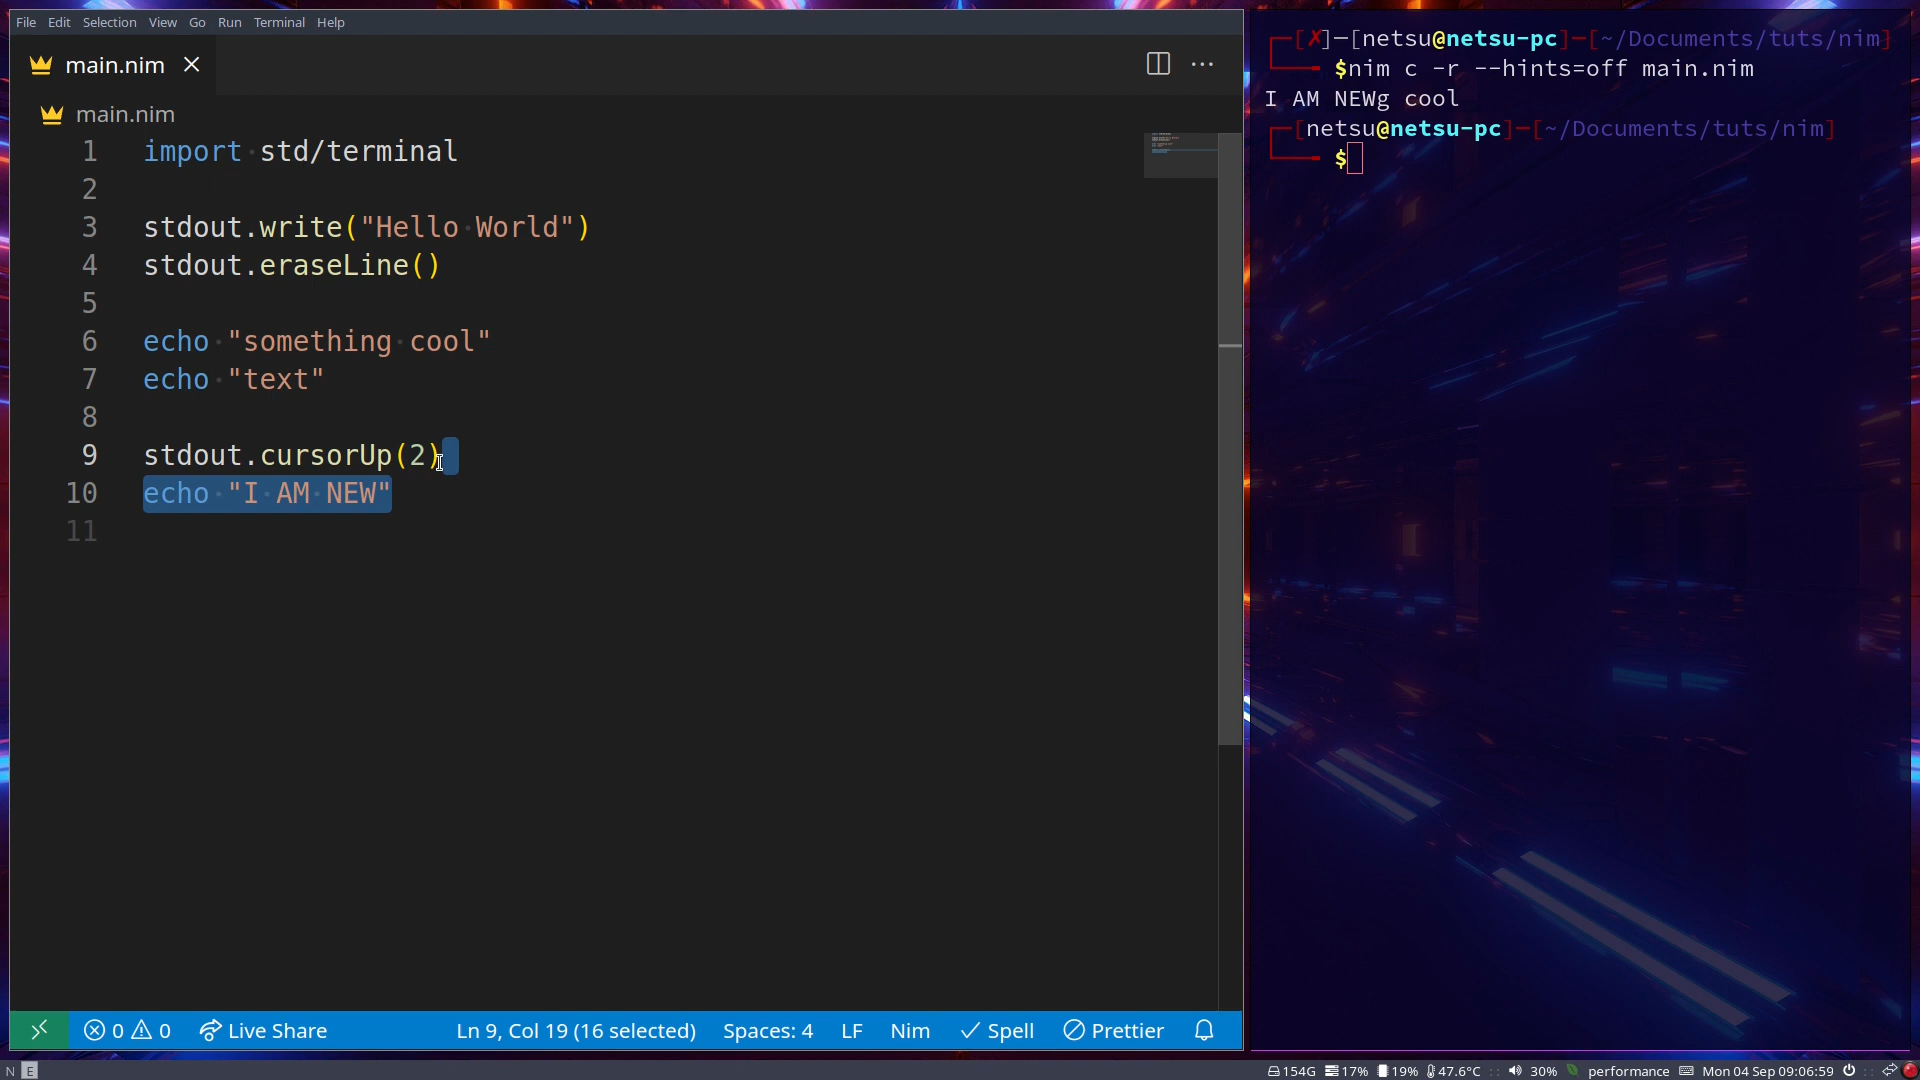 File Edit Selection View Go Run Terminal Help
main.nim
main.nim
1 import std/terminal
2
3 stdout.write("Hello World")
4 stdout.eraseLine()
5
6 echo "something cool"
7 echo "text"
8
9 stdout.cursorUp(2)
10 echo "I AM NEW"
11
0 0 Live Share Ln 9, Col 19 (16 selected) Spaces: 4 LF Nim Spell Prettier
[✗]─[netsu@netsu-pc]─[~/Documents/tuts/nim]
$nim c -r --hints=off main.nim
I AM NEWg cool
[netsu@netsu-pc]─[~/Documents/tuts/nim]
$
N E 154G 17% 19% 47.6°C :: 30% performance Mon 04 Sep 09:06:59 ::